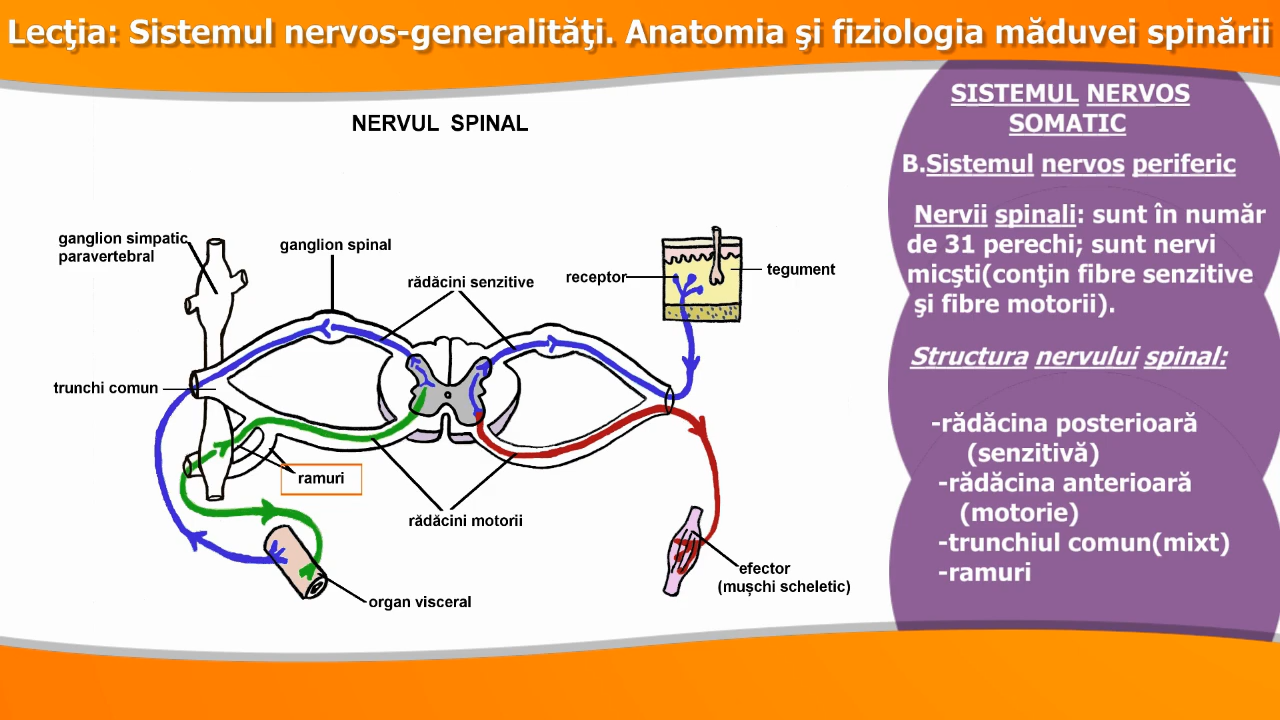 Lecţia: Sistemul nervos-generalităţi. Anatomia şi fiziologia măduvei spinării
NERVUL SPINAL
ganglion simpatic
paravertebral
ganglion spinal
rădăcini senzitive
receptor
tegument
trunchi comun
ramuri
rădăcini motorii
organ visceral
efector
(mușchi scheletic)
SISTEMUL NERVOS
SOMATIC
B.Sistemul nervos periferic
Nervii spinali: sunt în număr
de 31 perechi; sunt nervi
micşti(conţin fibre senzitive
şi fibre motorii).
Structura nervului spinal:
-rădăcina posterioară
(senzitivă)
-rădăcina anterioară
(motorie)
-trunchiul comun(mixt)
-ramuri